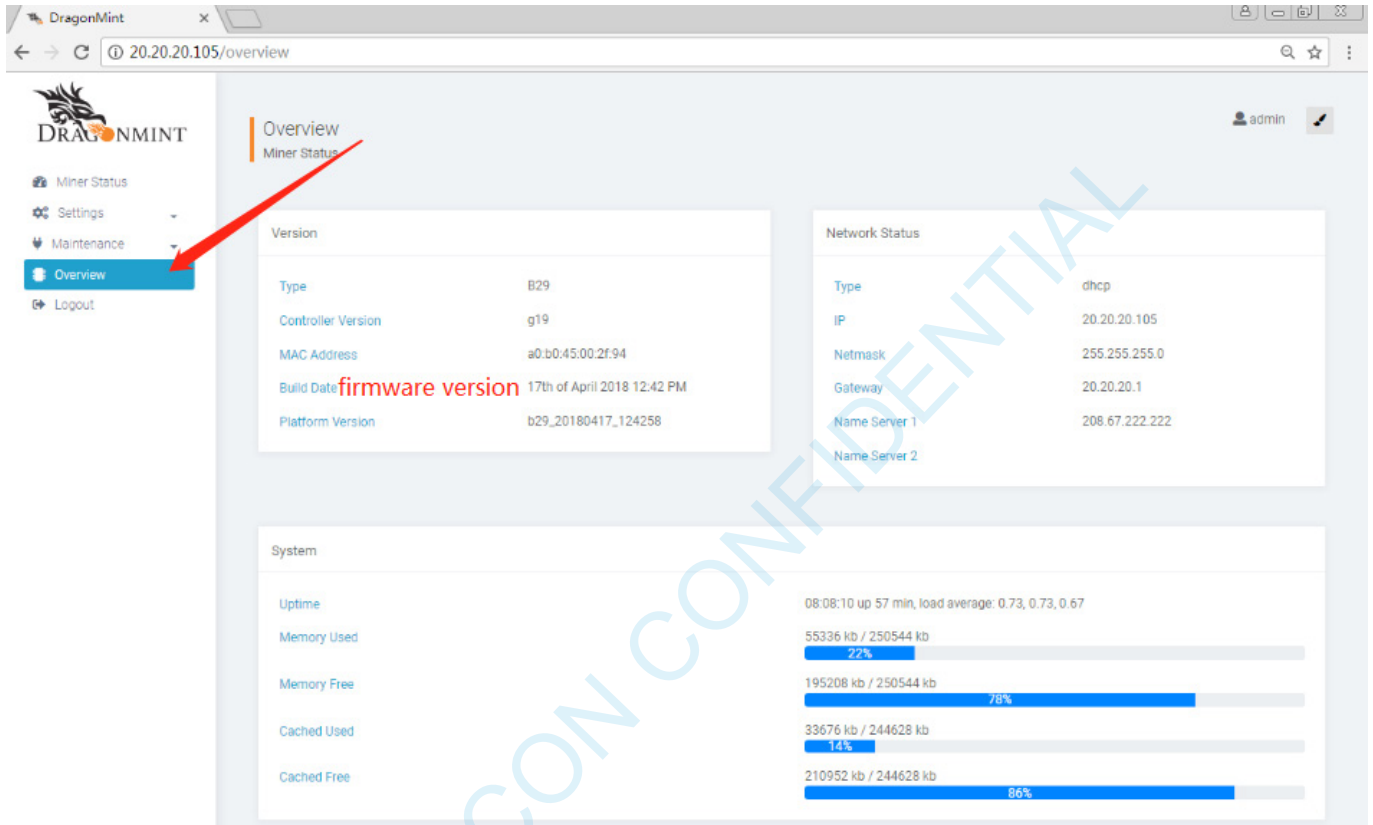 DragonMint
20.20.20.105/overview
DRAGONMINT
Miner Status
Settings
Maintenance
Overview
Logout
Overview
Miner Status
admin
Version
Type B29
Controller Version g19
MAC Address a0:b0:45:00:2f:94
Build Date firmware version 17th of April 2018 12:42 PM
Platform Version b29_20180417_124258
Network Status
Type dhcp
IP 20.20.20.105
Netmask 255.255.255.0
Gateway 20.20.20.1
Name Server 1 208.67.222.222
Name Server 2
System
Uptime 08:08:10 up 57 min, load average: 0.73, 0.73, 0.67
Memory Used 55336 kb / 250544 kb
22%
Memory Free 195208 kb / 250544 kb
78%
Cached Used 33676 kb / 244628 kb
14%
Cached Free 210952 kb / 244628 kb
86%
CON CONFIDENTIAL